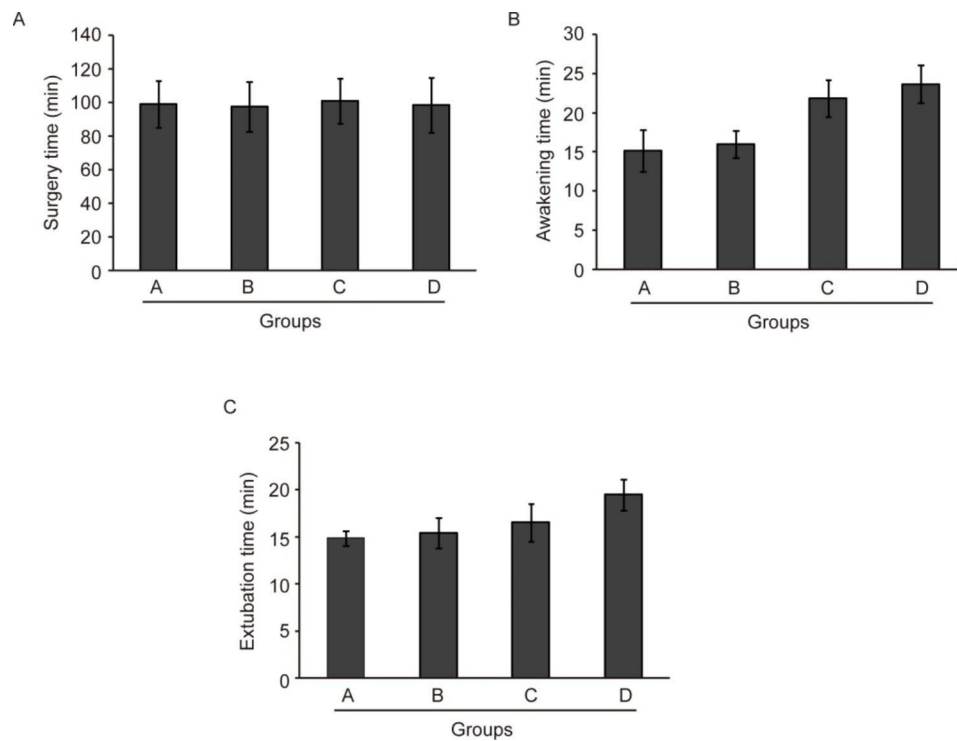 A
Surgery time (min)
140
120
100
80
60
40
20
0
A B C D
Groups
B
Awakening time (min)
30
25
20
15
10
5
0
A B C D
Groups
C
Extubation time (min)
25
20
15
10
5
0
A B C D
Groups